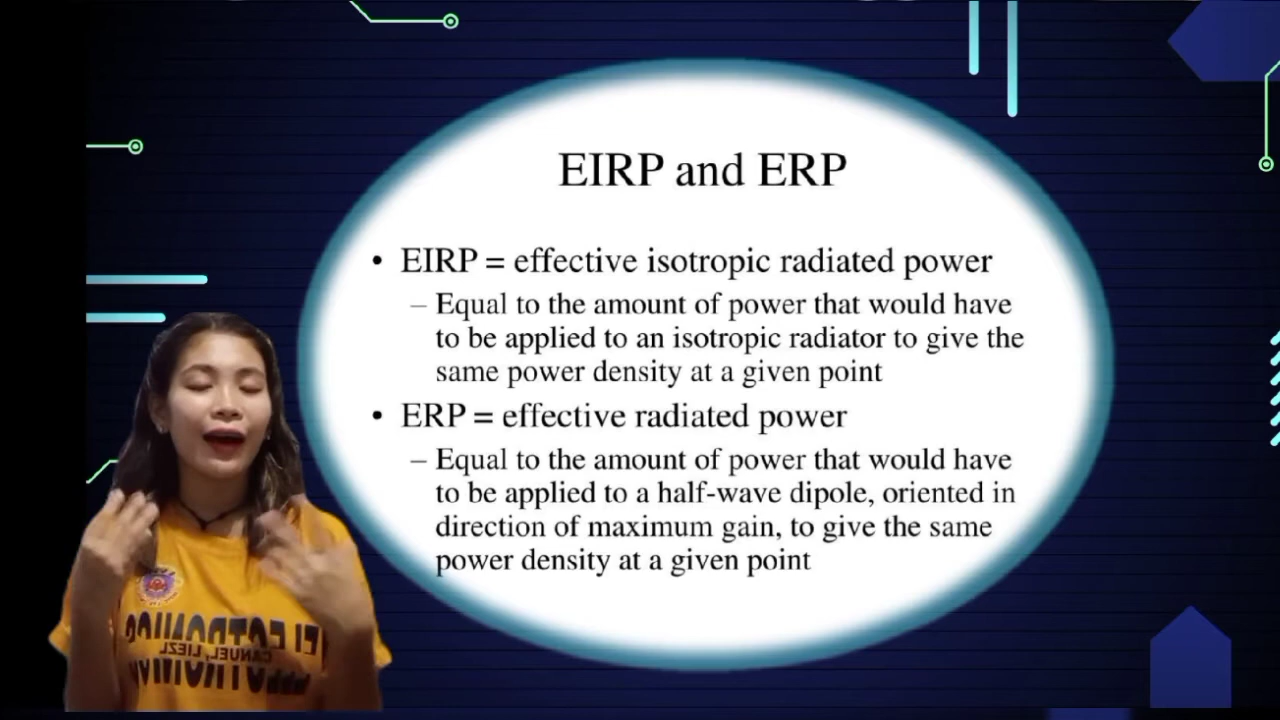 EIRP and ERP
• EIRP = effective isotropic radiated power
– Equal to the amount of power that would have
to be applied to an isotropic radiator to give the
same power density at a given point
• ERP = effective radiated power
– Equal to the amount of power that would have
to be applied to a half-wave dipole, oriented in
direction of maximum gain, to give the same
power density at a given point
CANUEL, LIEZL